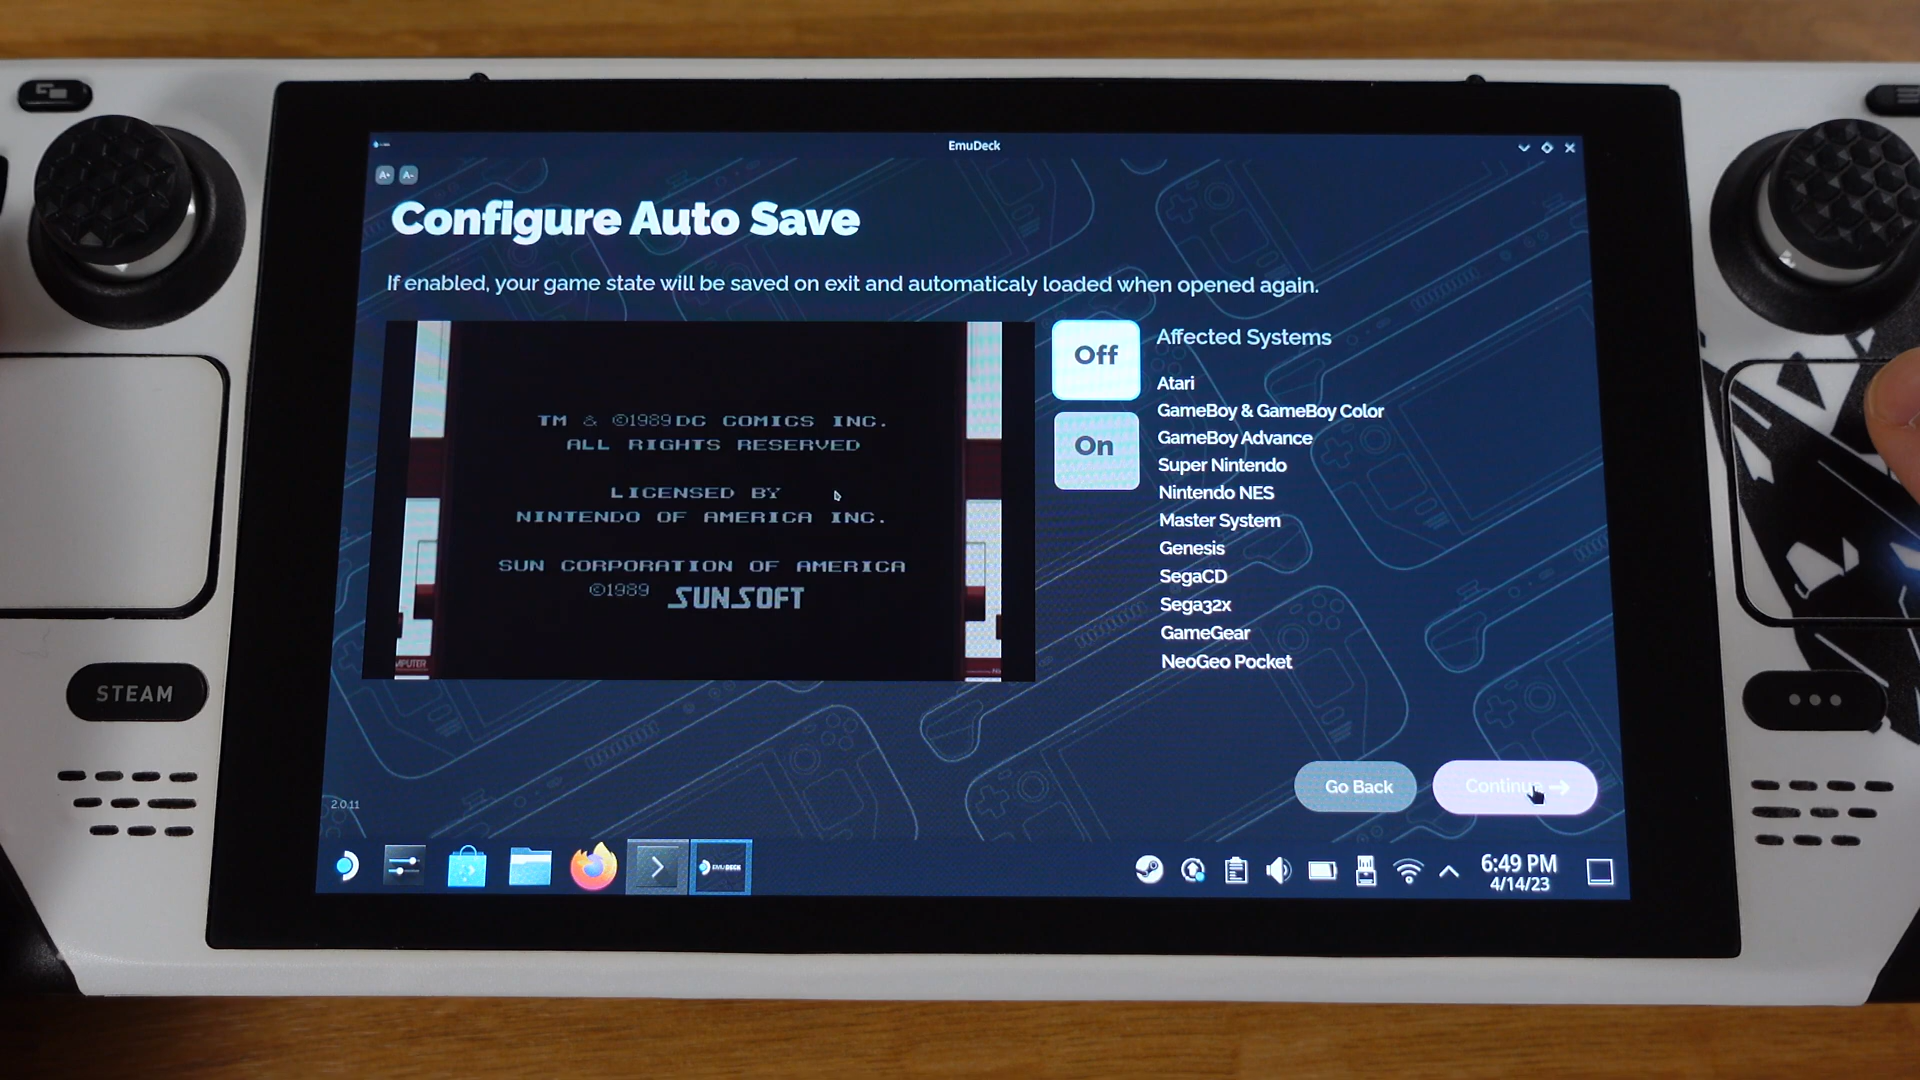 EmuDeck
A+ A-
Configure Auto Save
If enabled, your game state will be saved on exit and automaticaly loaded when opened again.
TM & ©1989 DC COMICS INC.
ALL RIGHTS RESERVED
LICENSED BY
NINTENDO OF AMERICA INC.
SUN CORPORATION OF AMERICA
©1989 SUNSOFT
MPUTER
Off
On
Affected Systems
Atari
GameBoy & GameBoy Color
GameBoy Advance
Super Nintendo
Nintendo NES
Master System
Genesis
SegaCD
Sega32x
GameGear
NeoGeo Pocket
Go Back
Continue
2.0.11
STEAM
EMUDECK
6:49 PM
4/14/23